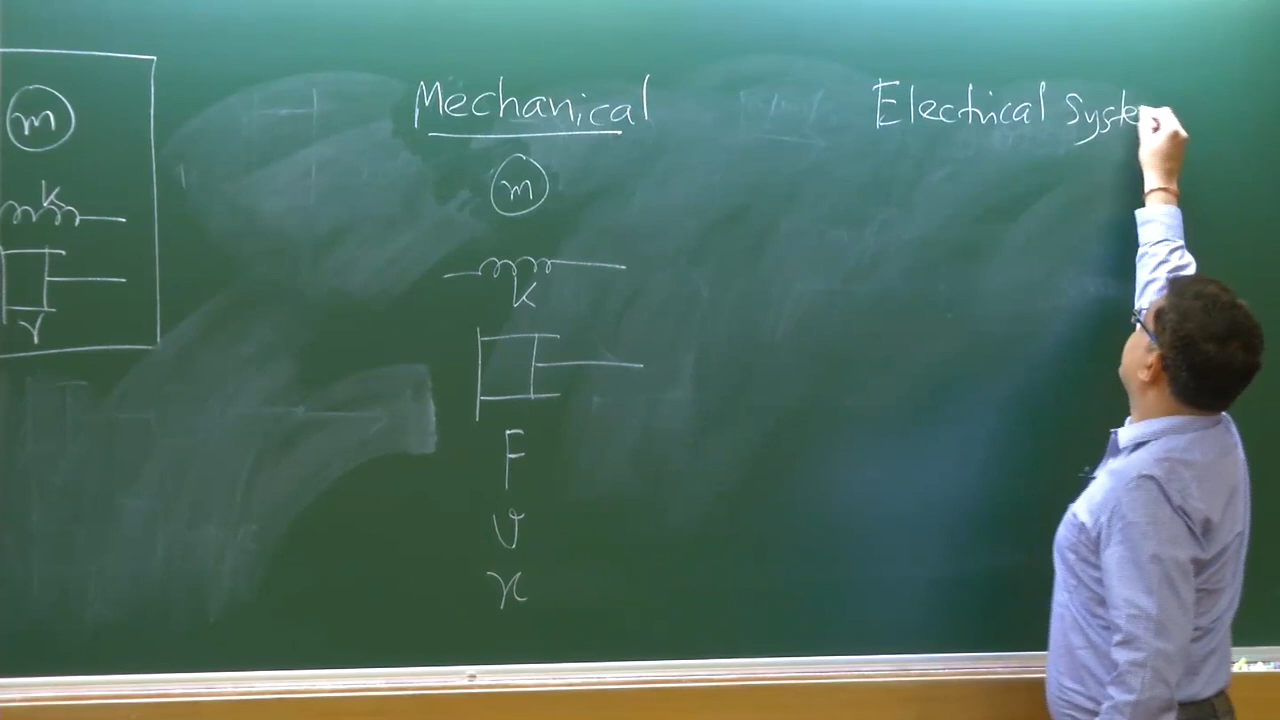 m
k
γ
Mechanical
m
k
F
v
x
Electrical Syste